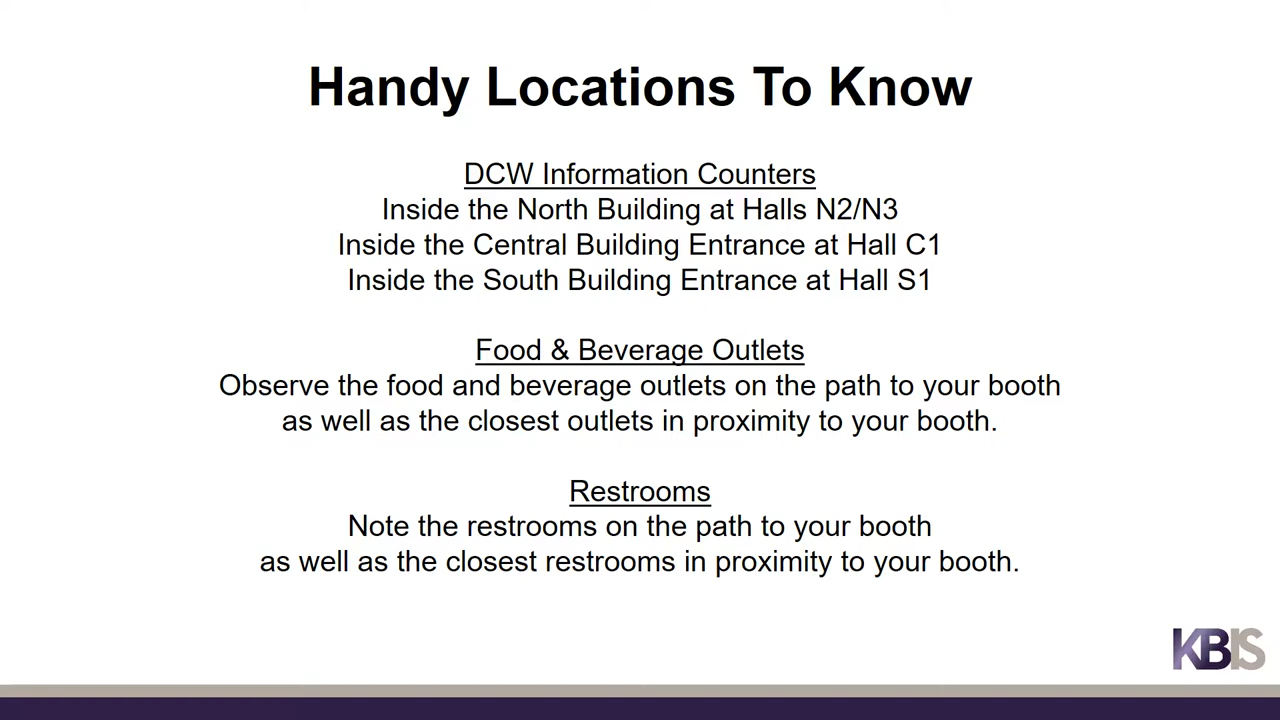 Handy Locations To Know
DCW Information Counters
Inside the North Building at Halls N2/N3
Inside the Central Building Entrance at Hall C1
Inside the South Building Entrance at Hall S1
Food & Beverage Outlets
Observe the food and beverage outlets on the path to your booth
as well as the closest outlets in proximity to your booth.
Restrooms
Note the restrooms on the path to your booth
as well as the closest restrooms in proximity to your booth.
KBIS